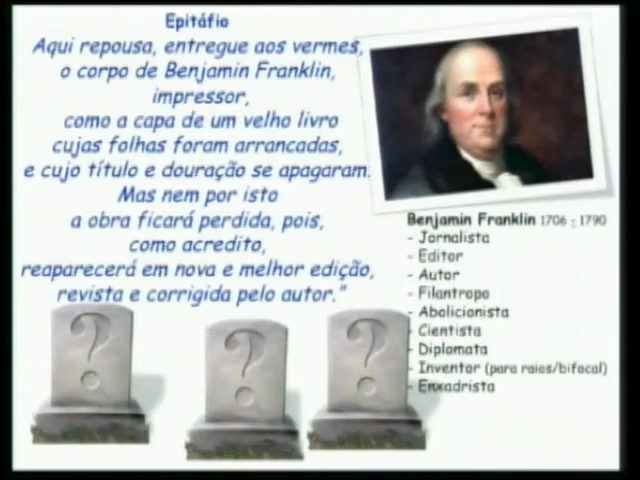 Epitáfio
Aqui repousa, entregue aos vermes,
o corpo de Benjamin Franklin,
impressor,
como a capa de um velho livro
cujas folhas foram arrancadas,
e cujo título e douração se apagaram.
Mas nem por isto
a obra ficará perdida, pois,
como acredito,
reaparecerá em nova e melhor edição,
revista e corrigida pelo autor."
Benjamin Franklin 1706 : 1790
- Jornalista
- Editor
- Autor
- Filantropo
- Abolicionista
- Cientista
- Diplomata
- Inventor (para raios/bifocal)
- Enxadrista
?
?
?